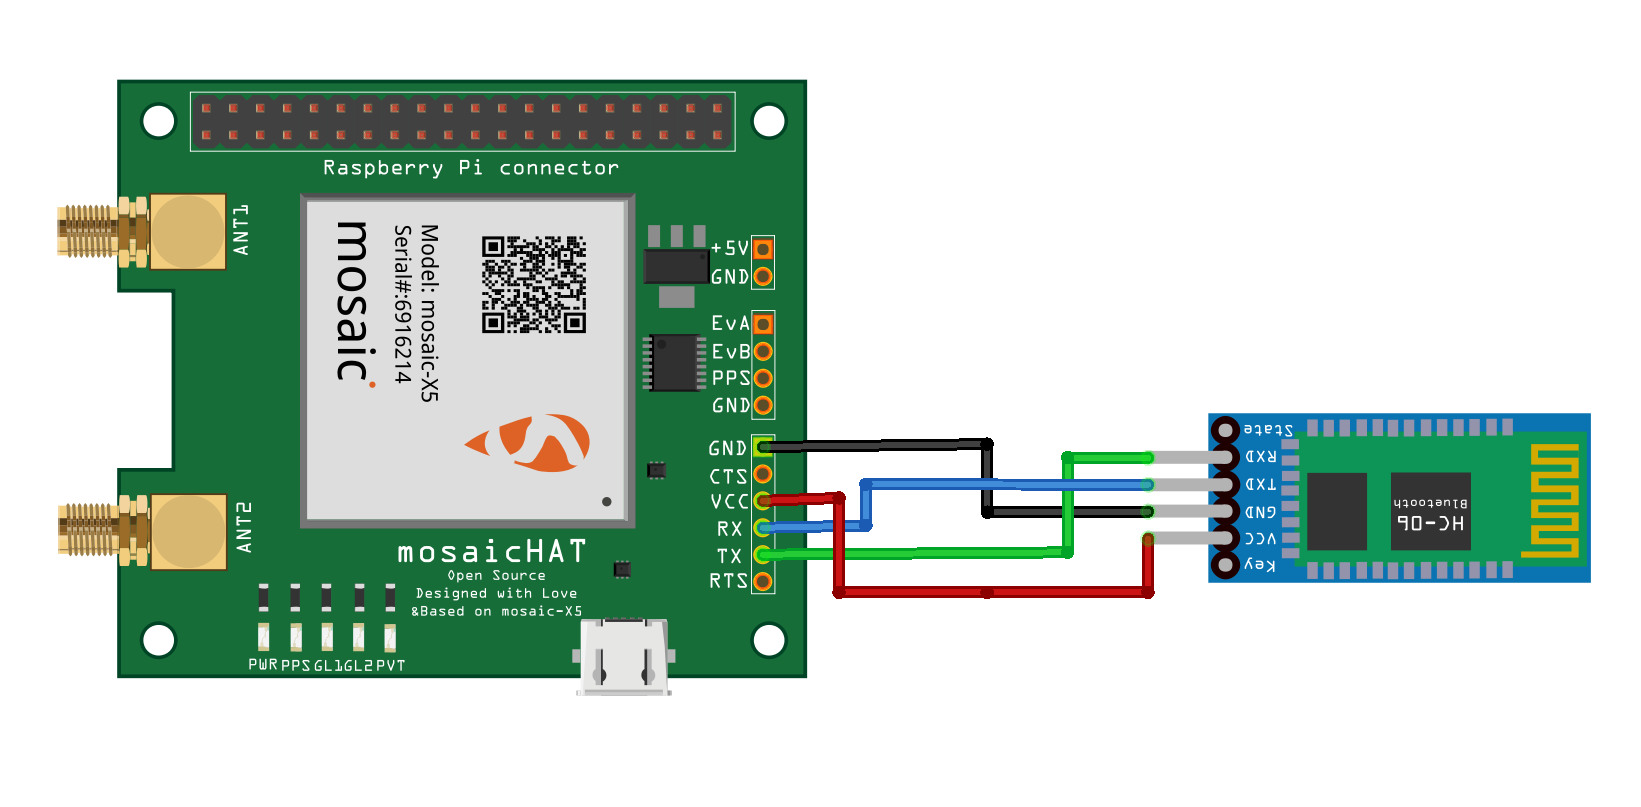 Raspberry Pi connector
ANT1
mosaic
Model: mosaic-X5
Serial#:6916214
+5V
GND
EvA
EvB
PPS
GND
GND
CTS
VCC
RX
TX
RTS
ANT2
mosaicHAT
Open Source
Designed with Love
&Based on mosaic-X5
PWR PPS GL1 GL2 PVT
State
RXD
TXD
GND
VCC
Key
Bluetooth
HC-06